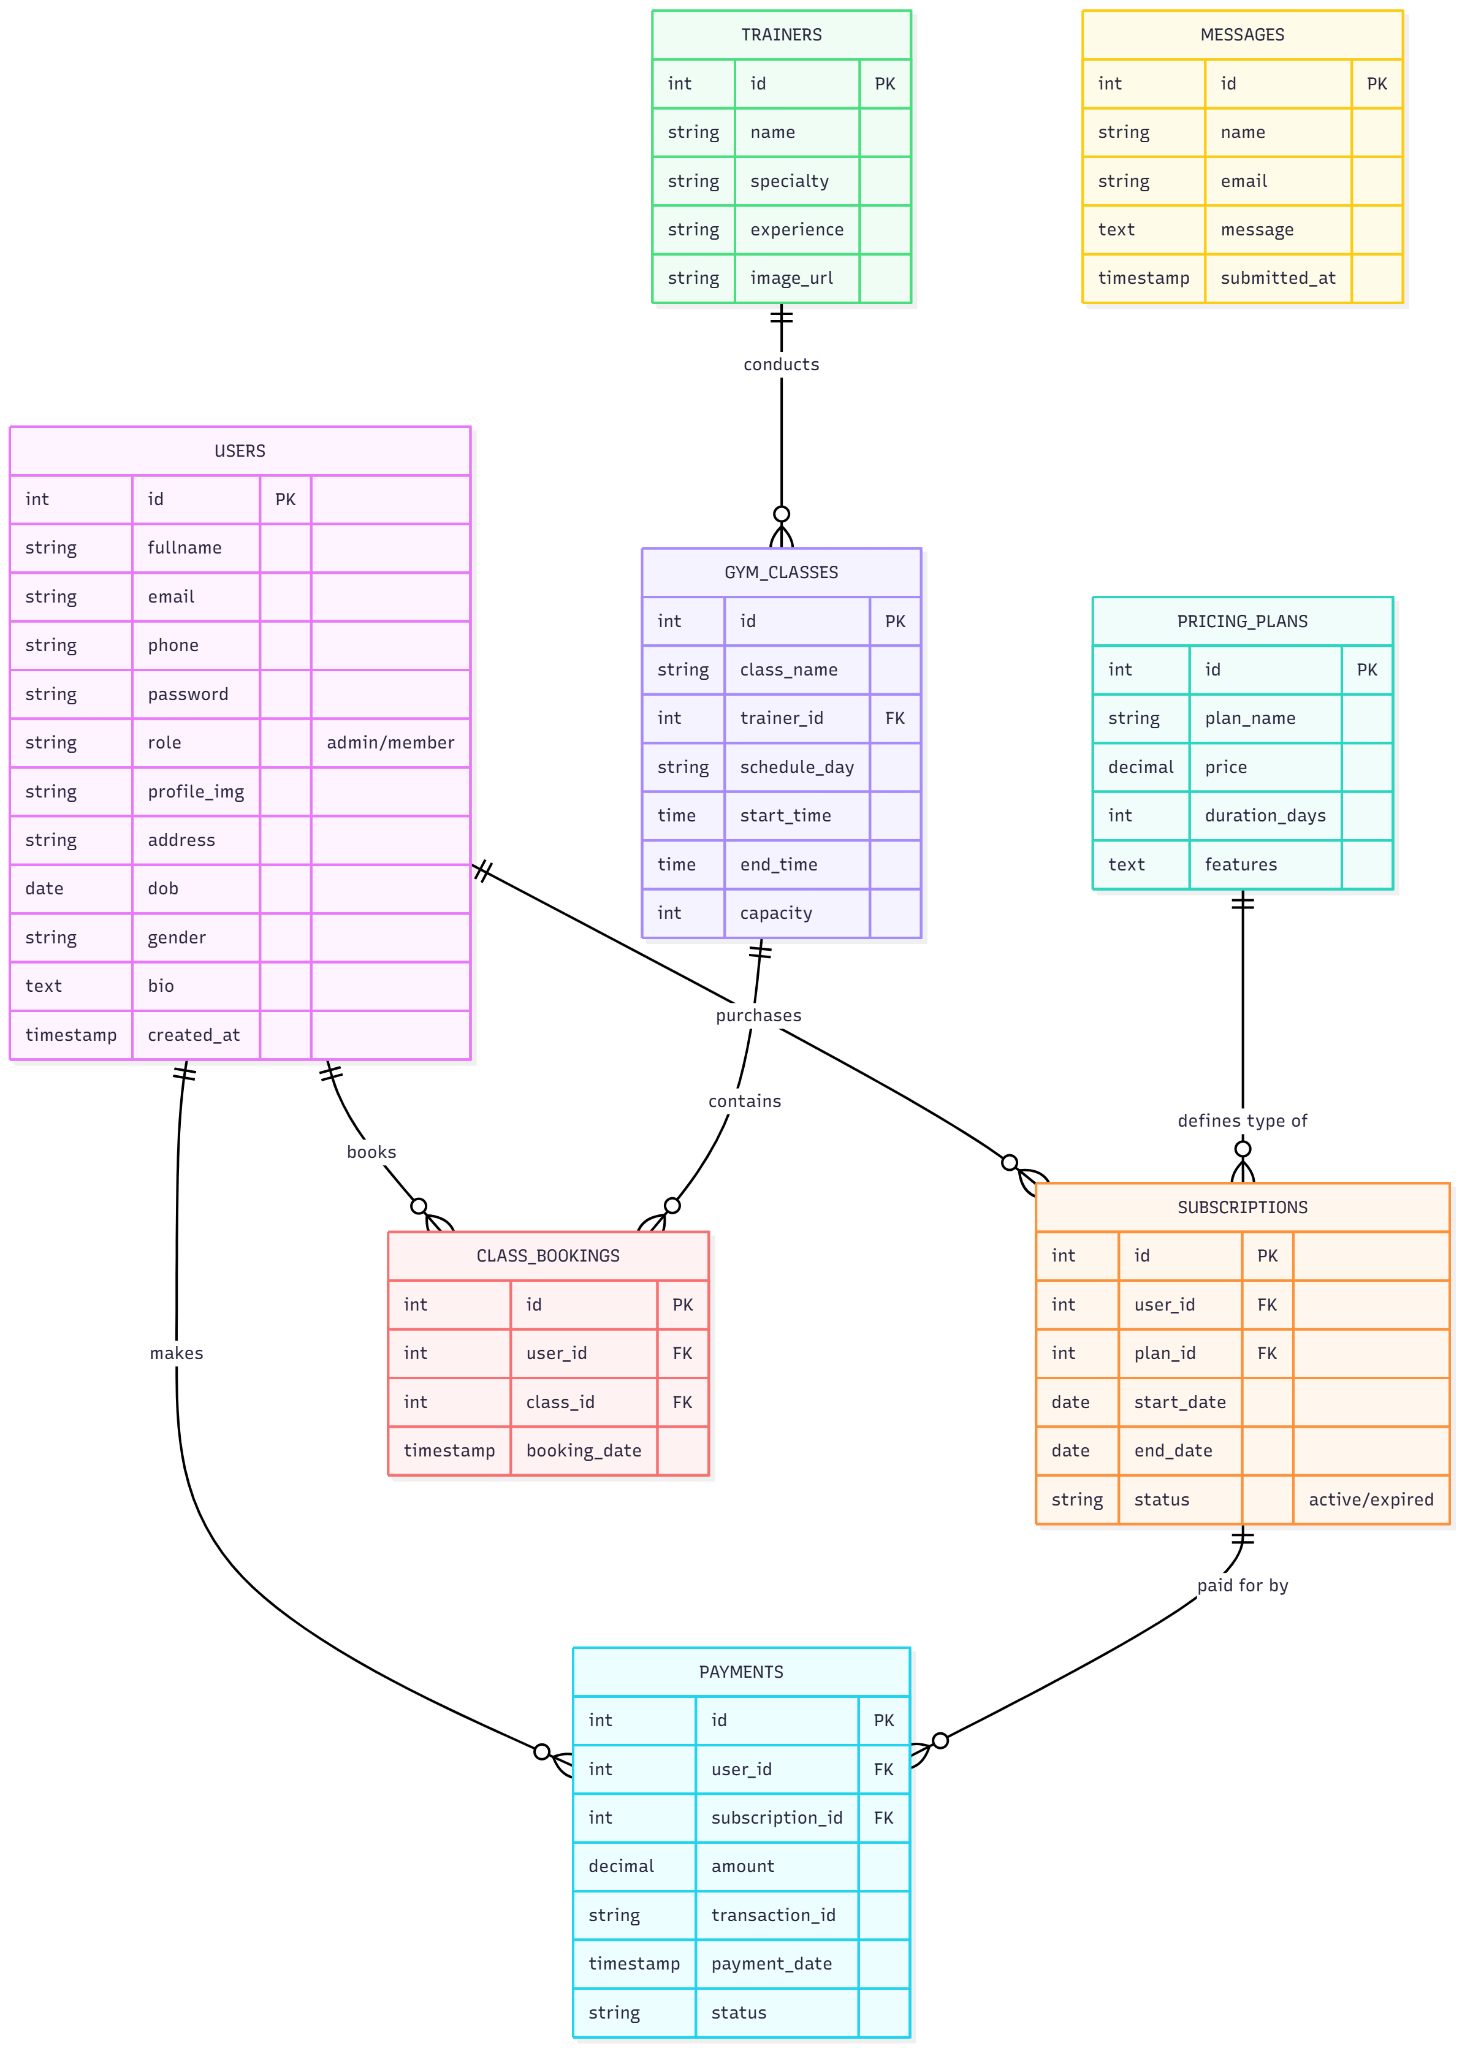 TRAINERS
int id PK
string name
string specialty
string experience
string image_url
MESSAGES
int id PK
string name
string email
text message
timestamp submitted_at
conducts
USERS
int id PK
string fullname
string email
string phone
string password
string role admin/member
string profile_img
string address
date dob
string gender
text bio
timestamp created_at
GYM_CLASSES
int id PK
string class_name
int trainer_id FK
string schedule_day
time start_time
time end_time
int capacity
PRICING_PLANS
int id PK
string plan_name
decimal price
int duration_days
text features
purchases
contains
defines type of
books
makes
CLASS_BOOKINGS
int id PK
int user_id FK
int class_id FK
timestamp booking_date
SUBSCRIPTIONS
int id PK
int user_id FK
int plan_id FK
date start_date
date end_date
string status active/expired
paid for by
PAYMENTS
int id PK
int user_id FK
int subscription_id FK
decimal amount
string transaction_id
timestamp payment_date
string status